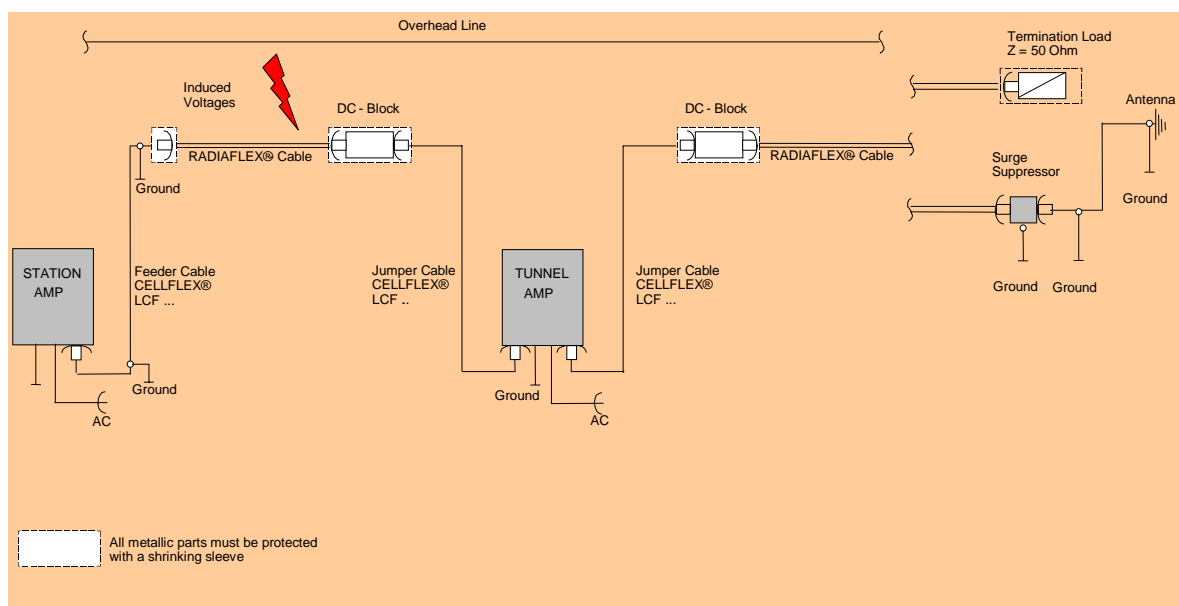 Overhead Line
Termination Load
Z = 50 Ohm
Induced
Voltages
DC - Block
DC - Block
Antenna
RADIAFLEX® Cable
RADIAFLEX® Cable
Surge
Suppressor
Ground
Ground
STATION
AMP
Feeder Cable
CELLFLEX®
LCF ...
Jumper Cable
CELLFLEX®
LCF ..
TUNNEL
AMP
Jumper Cable
CELLFLEX®
LCF ...
Ground
Ground
Ground
Ground
AC
AC
All metallic parts must be protected
with a shrinking sleeve